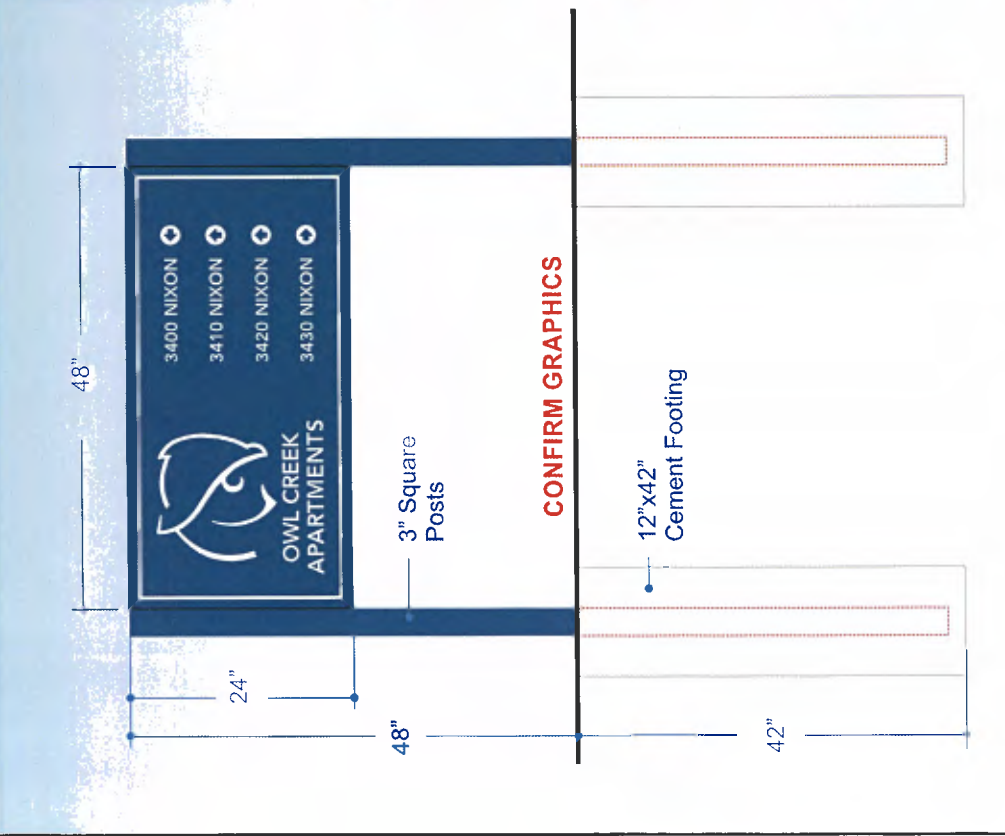 48”
OWL CREEK
APARTMENTS
3400 NIXON
3410 NIXON
3420 NIXON
3430 NIXON
24”
48”
3” Square
Posts
CONFIRM GRAPHICS
12”x42”
Cement Footing
42”